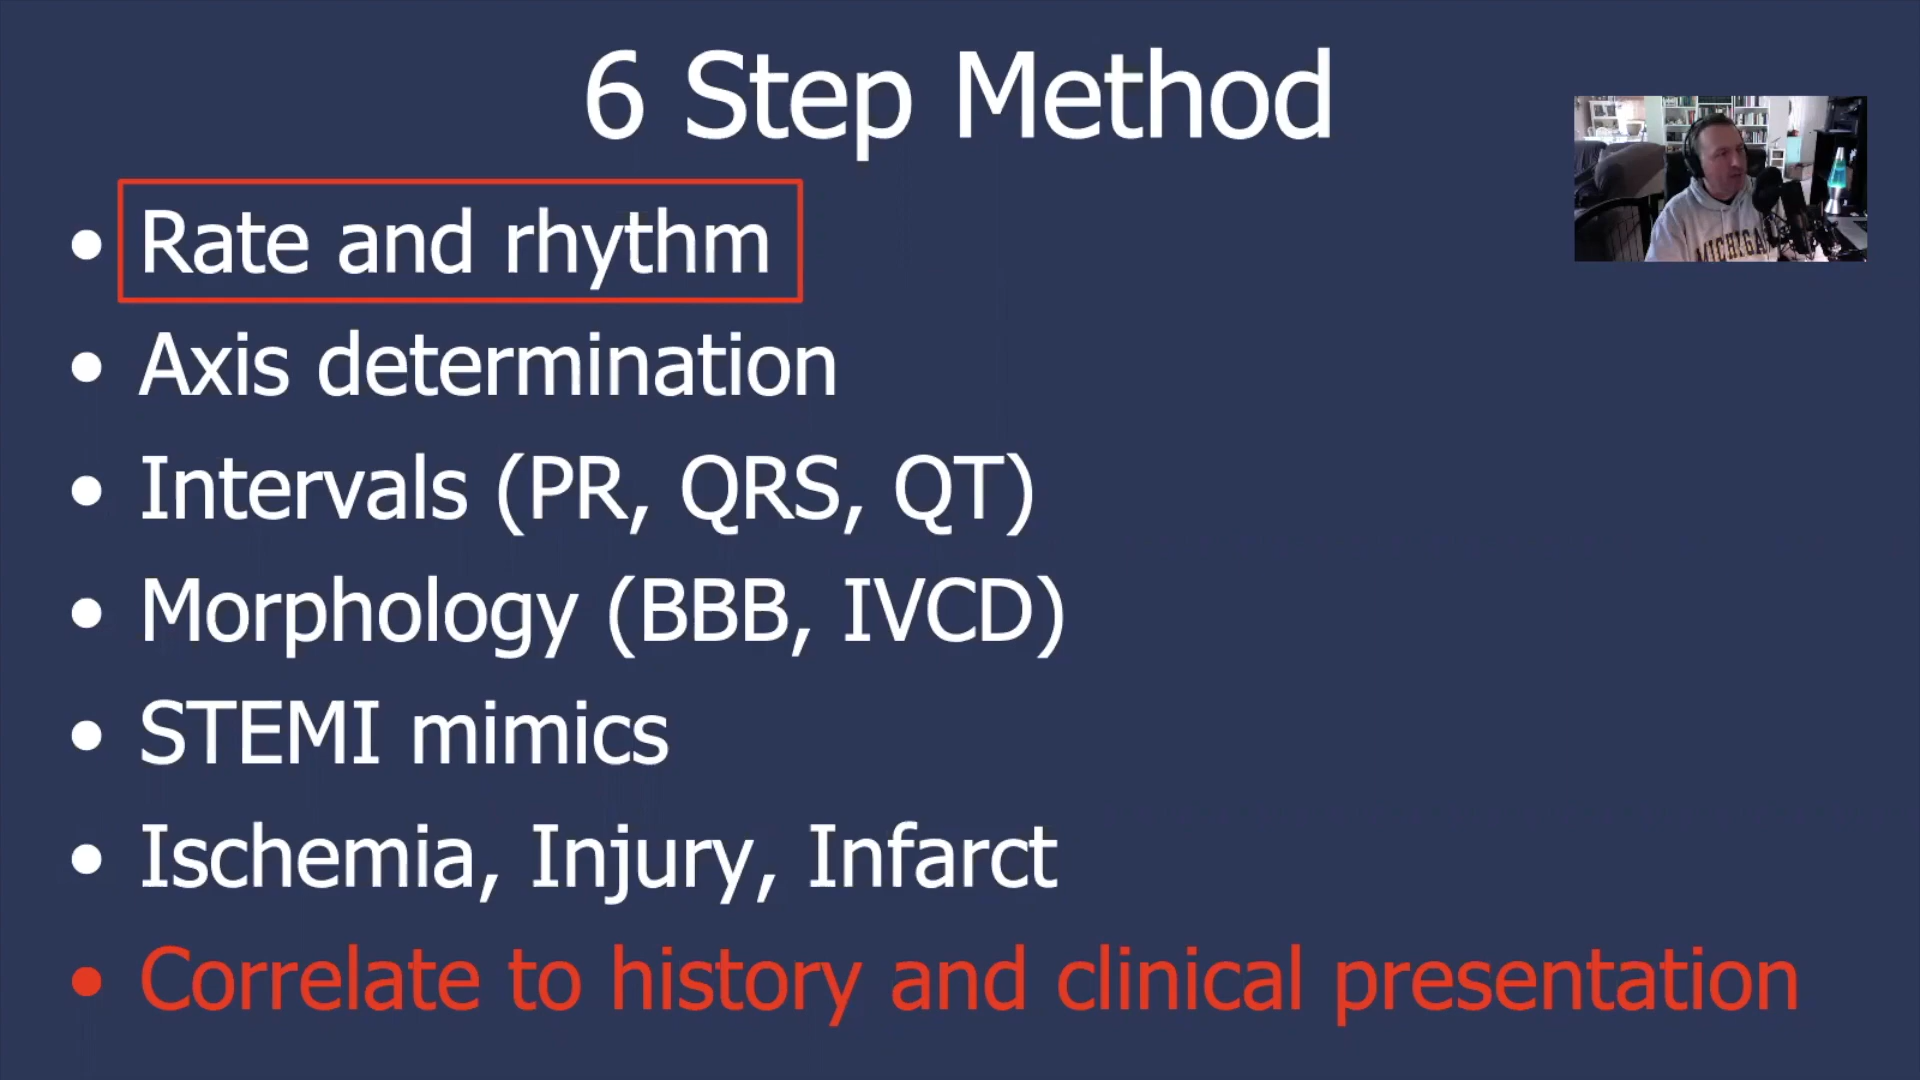 6 Step Method
• Rate and rhythm
• Axis determination
• Intervals (PR, QRS, QT)
• Morphology (BBB, IVCD)
• STEMI mimics
• Ischemia, Injury, Infarct
• Correlate to history and clinical presentation